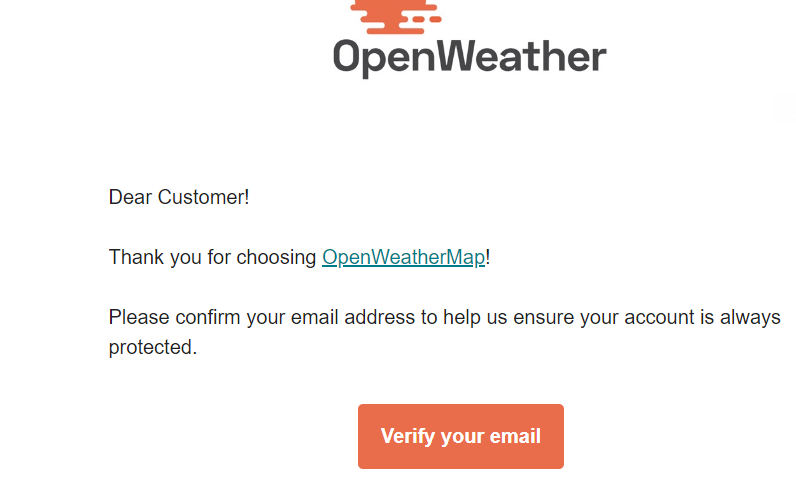 OpenWeather
Dear Customer!
Thank you for choosing OpenWeatherMap!
Please confirm your email address to help us ensure your account is always
protected.
Verify your email